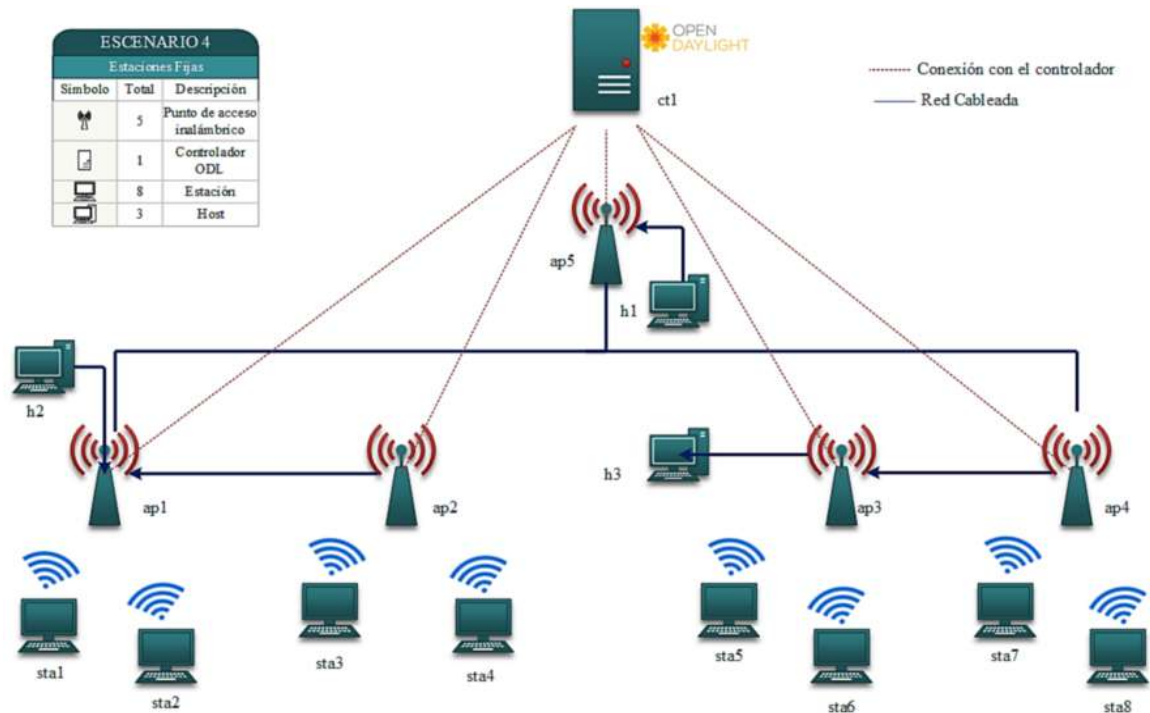 ESCENARIO 4
Estaciones Fijas
Simbolo Total Descripción
5 Punto de acceso
inalámbrico
1 Controlador
ODL
8 Estación
3 Host
OPEN
DAYLIGHT
ct1
Conexión con el controlador
Red Cableada
ap5
h1
h2
h3
ap1
ap2
ap3
ap4
sta1
sta2
sta3
sta4
sta5
sta6
sta7
sta8